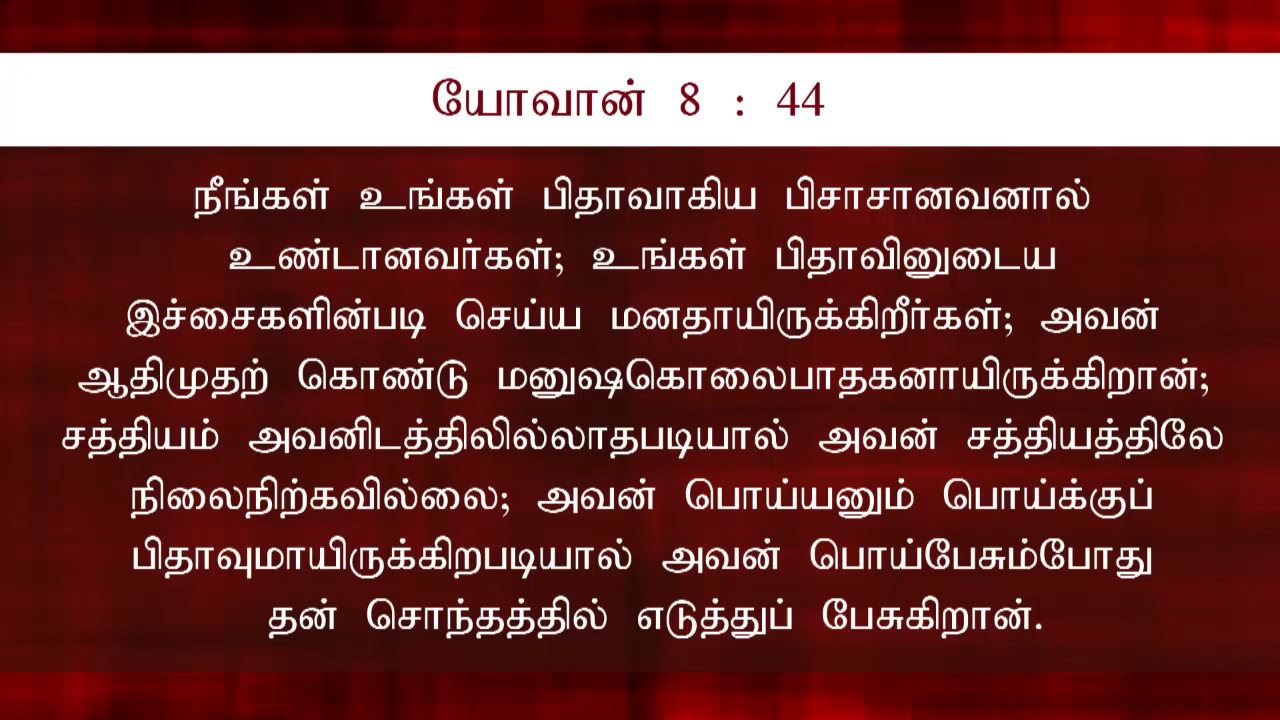 யோவான் 8 : 44
நீங்கள் உங்கள் பிதாவாகிய பிசாசானவனால்
உண்டானவர்கள்; உங்கள் பிதாவினுடைய
இச்சைகளின்படி செய்ய மனதாயிருக்கிறீர்கள்; அவன்
ஆதிமுதற் கொண்டு மனுஷகொலைபாதகனாயிருக்கிறான்;
சத்தியம் அவனிடத்திலில்லாதபடியால் அவன் சத்தியத்திலே
நிலைநிற்கவில்லை; அவன் பொய்யனும் பொய்க்குப்
பிதாவுமாயிருக்கிறபடியால் அவன் பொய்பேசும்போது
தன் சொந்தத்தில் எடுத்துப் பேசுகிறான்.